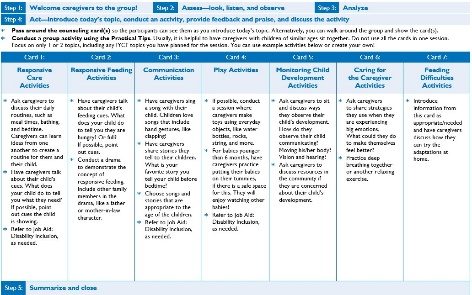 Step 1: Welcome caregivers to the group! Step 2: Assess—look, listen, and observe Step 3: Analyze
Step 4: Act—Introduce today's topic, conduct an activity, provide feedback and praise, and discuss the activity
Pass around the counseling card(s) so the participants can see them as you introduce today's topic. Alternatively, you can walk around the group and show the card(s).
Conduct a group activity using the Practical Tips. Usually, it is helpful to have caregivers with children of similar ages sit together. Do not use all the cards in one session.
Focus on only 1 or 2 topics, including any IYCF topics you have planned for the session. You can use example activities below or create your own!
Card 1:
Responsive
Care
Activities
Ask caregivers to
discuss their daily
routines, such as
meal times, bathing,
and bedtime.
Caregivers can learn
ideas from one
another to create a
routine for them and
their child.
Have caregivers talk
about their child's
cues. What does
your child do to tell
you what they need?
If possible, point
out cues the child
is showing.
Refer to Job Aid:
Disability Inclusion,
as needed.
Card 2:
Responsive Feeding
Activities
Have caregivers talk
about their child's
feeding cues. What
does your child do
to tell you they are
hungry? Or full?
If possible, point
out cues.
Conduct a drama
to demonstrate the
concept of
responsive feeding.
Include other family
members in the
drama, like a father
or mother-in-law
character.
Card 3:
Communication
Activities
Have caregivers sing
a song with their
child. Children love
songs that include
hand gestures, like
clapping!
Have caregivers
share stories they
tell to their children.
What is your
favorite story you
tell your child before
bedtime?
Choose songs and
stories that are
appropriate to the
age of the children.
Refer to Job Aid:
Disability Inclusion,
as needed.
Card 4:
Play Activities
If possible, conduct
a session where
caregivers make
toys using everyday
objects, like water
bottles, rocks,
string, and more.
For babies younger
than 6 months, have
caregivers practice
putting their babies
on their tummies,
if there is a safe space
for this. They will
enjoy watching other
babies!
Refer to Job Aid:
Disability Inclusion,
as needed.
Card 5:
Monitoring Child
Development
Activities
Ask caregivers to sit
and discuss ways
they observe their
child's development.
How do they
observe their child
communicating?
Moving his/her body?
Vision and hearing?
Ask caregivers to
discuss resources in
the community if
they are concerned
about their child's
development.
Card 6:
Caring for
the Caregiver
Activities
Ask caregivers
to share strategies
they use when they
are experiencing
big emotions.
What could they do
to make themselves
feel better?
Practice deep
breathing together
or another relaxing
exercise.
Card 7:
Feeding
Difficulties
Activities
Introduce
information from
this card as
appropriate/needed
and have caregivers
discuss how they
can try the
adaptations at
home.
Step 5: Summarize and close